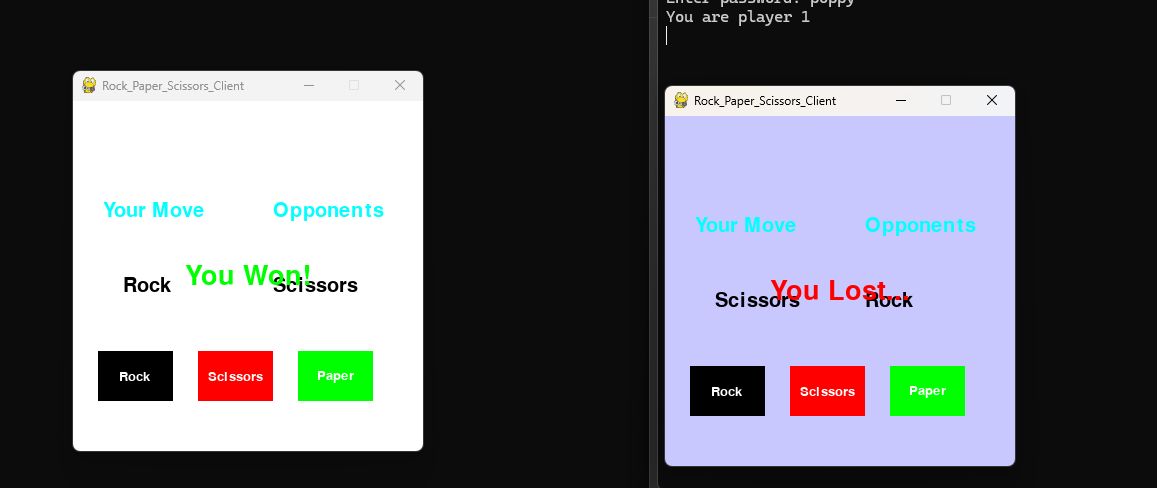 Enter password: poppy
You are player 1
Rock_Paper_Scissors_Client
Your Move Opponents
You Won!
Rock Scissors
Rock Scissors Paper
Rock_Paper_Scissors_Client
Your Move Opponents
You Lost...
Scissors Rock
Rock Scissors Paper